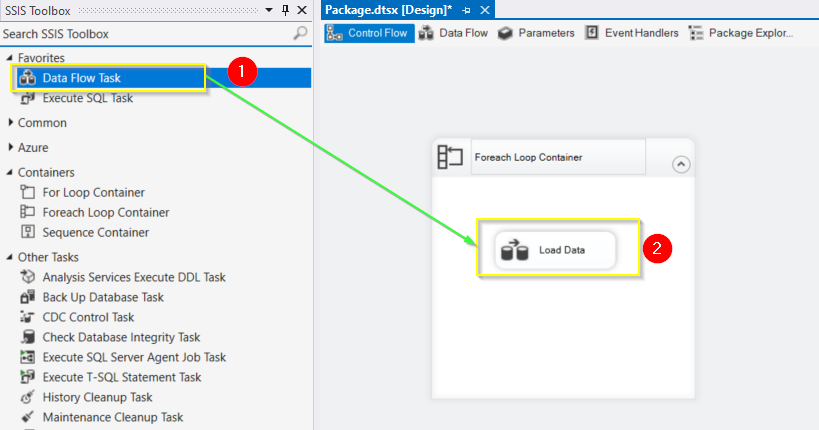 SSIS Toolbox
Search SSIS Toolbox
Favorites
Data Flow Task
Execute SQL Task
Common
Azure
Containers
For Loop Container
Foreach Loop Container
Sequence Container
Other Tasks
Analysis Services Execute DDL Task
Back Up Database Task
CDC Control Task
Check Database Integrity Task
Execute SQL Server Agent Job Task
Execute T-SQL Statement Task
History Cleanup Task
Maintenance Cleanup Task
1
Package.dtsx [Design]*
Control Flow Data Flow Parameters Event Handlers Package Explor...
Foreach Loop Container
Load Data
2